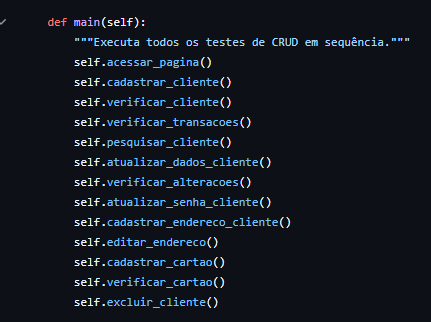 def main(self):
"""Executa todos os testes de CRUD em sequência."""
self.acessar_pagina()
self.cadastrar_cliente()
self.verificar_cliente()
self.verificar_transacoes()
self.pesquisar_cliente()
self.atualizar_dados_cliente()
self.verificar_alteracoes()
self.atualizar_senha_cliente()
self.cadastrar_endereco_cliente()
self.editar_endereco()
self.cadastrar_cartao()
self.verificar_cartao()
self.excluir_cliente()